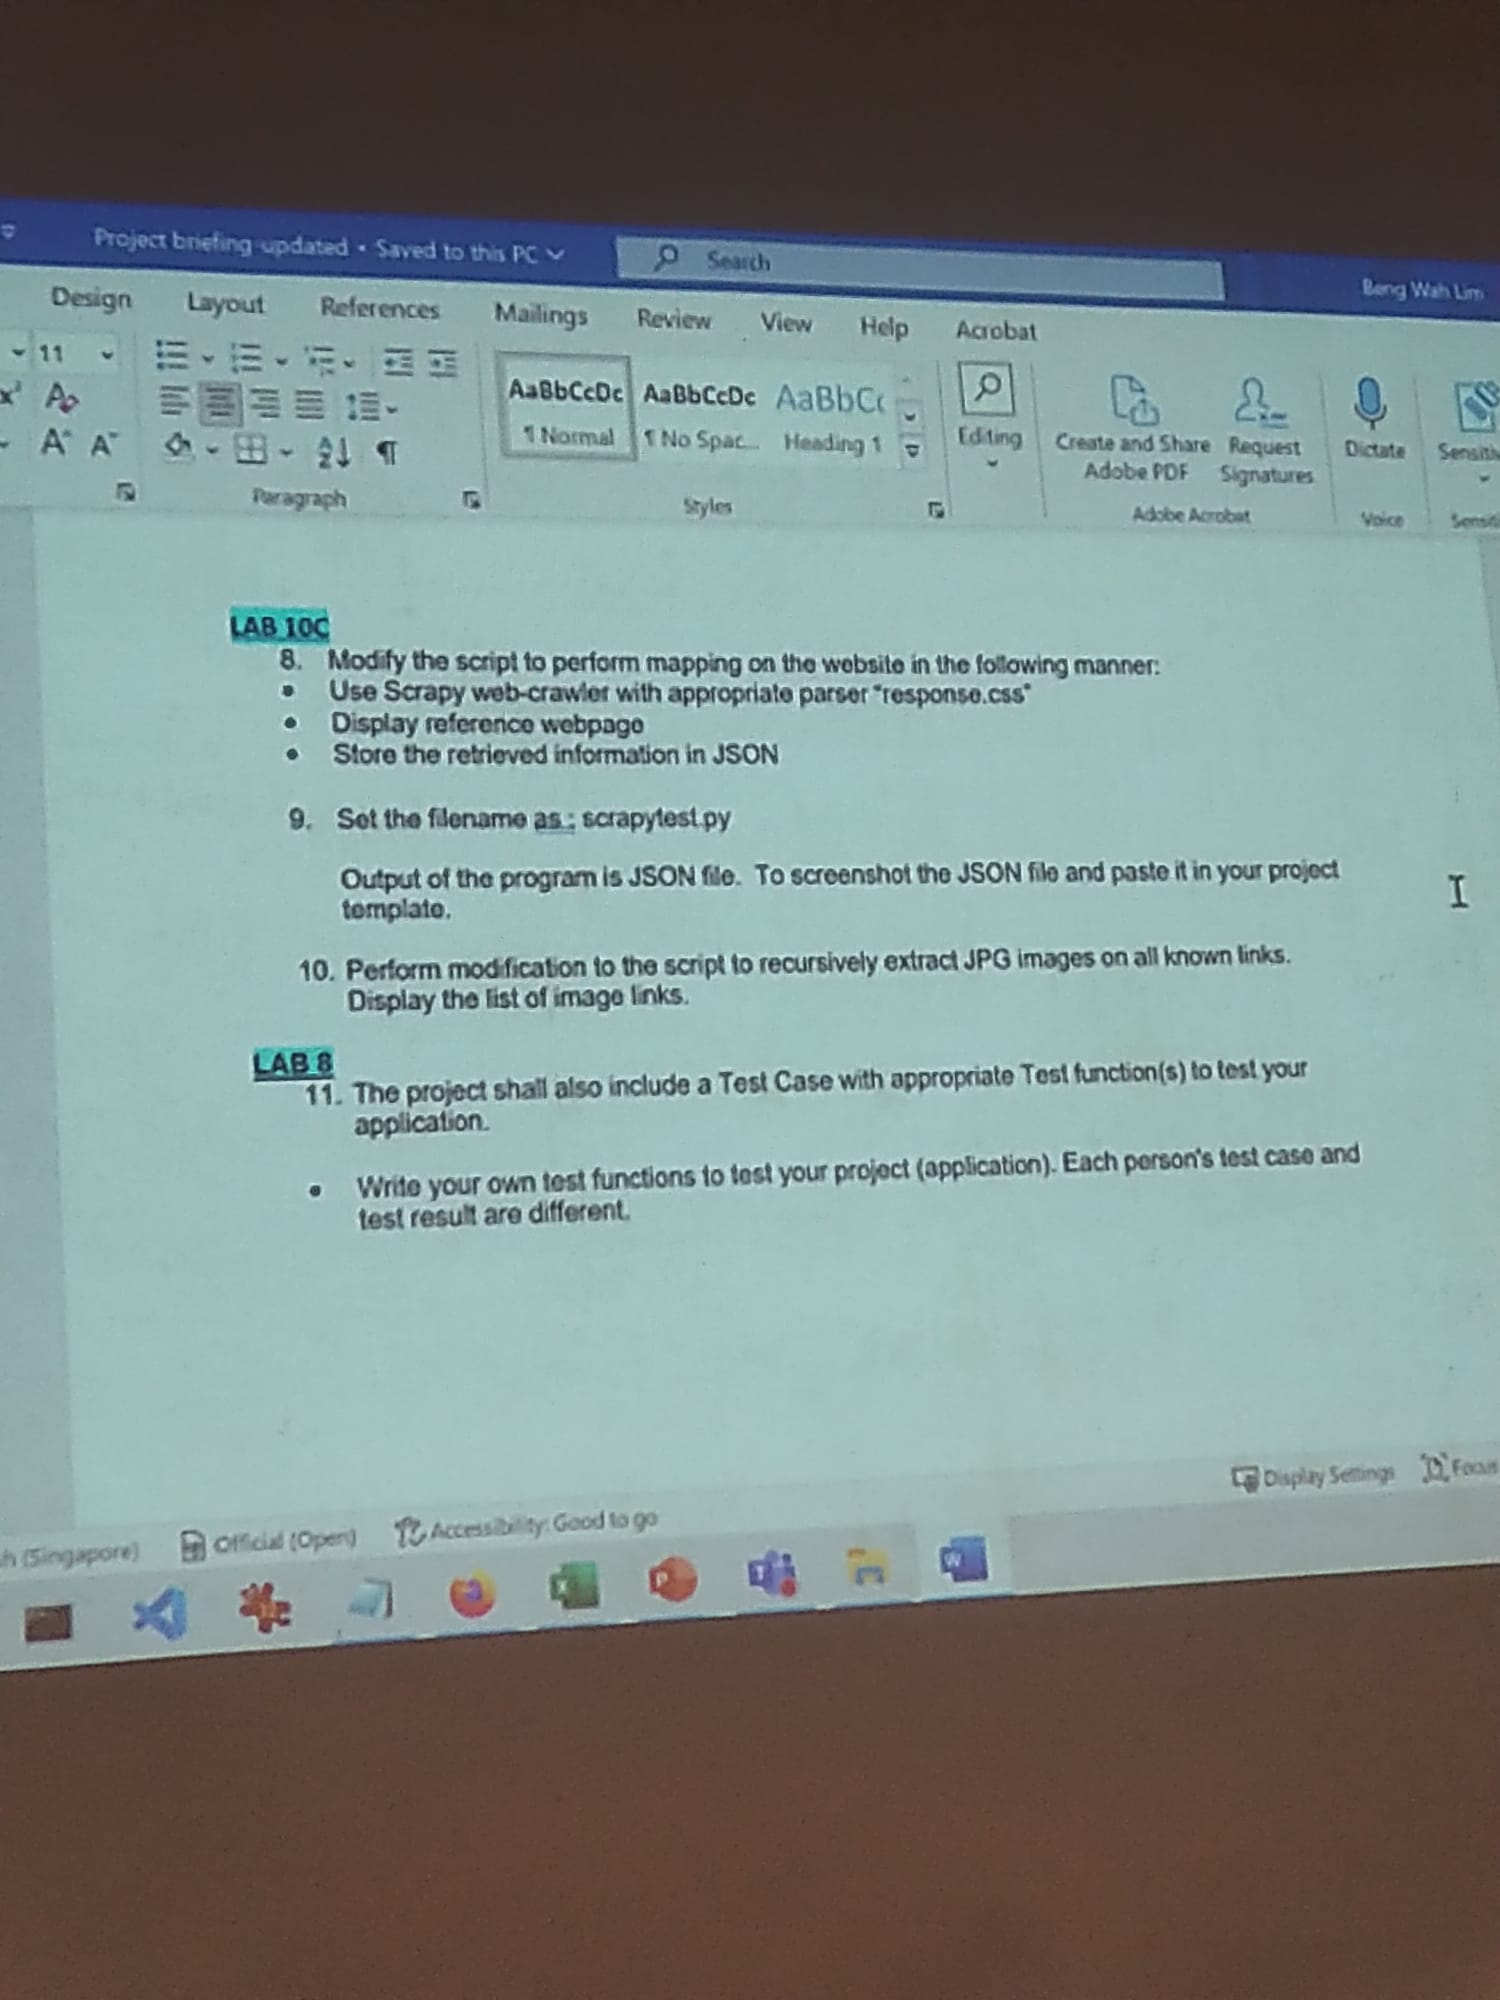 Project briefing updated • Saved to this PC
Search
Beng Wah Lim
Design Layout References Mailings Review View Help Acrobat
11
AaBbCcDc AaBbCcDc AaBbCc
¶ Normal ¶ No Spac... Heading 1
Editing
Create and Share Adobe PDF
Request Signatures
Dictate
Paragraph
Styles
Adobe Acrobat
Voice
LAB 10C
8. Modify the script to perform mapping on the website in the following manner:
• Use Scrapy web-crawler with appropriate parser "response.css"
• Display reference webpage
• Store the retrieved information in JSON
9. Set the filename as : scrapytest.py
Output of the program is JSON file. To screenshot the JSON file and paste it in your project
template.
10. Perform modification to the script to recursively extract JPG images on all known links.
Display the list of image links.
LAB 8
11. The project shall also include a Test Case with appropriate Test function(s) to test your
application.
• Write your own test functions to test your project (application). Each person's test case and
test result are different.
Display Settings Focus
h (Singapore) Official (Open) Accessibility: Good to go